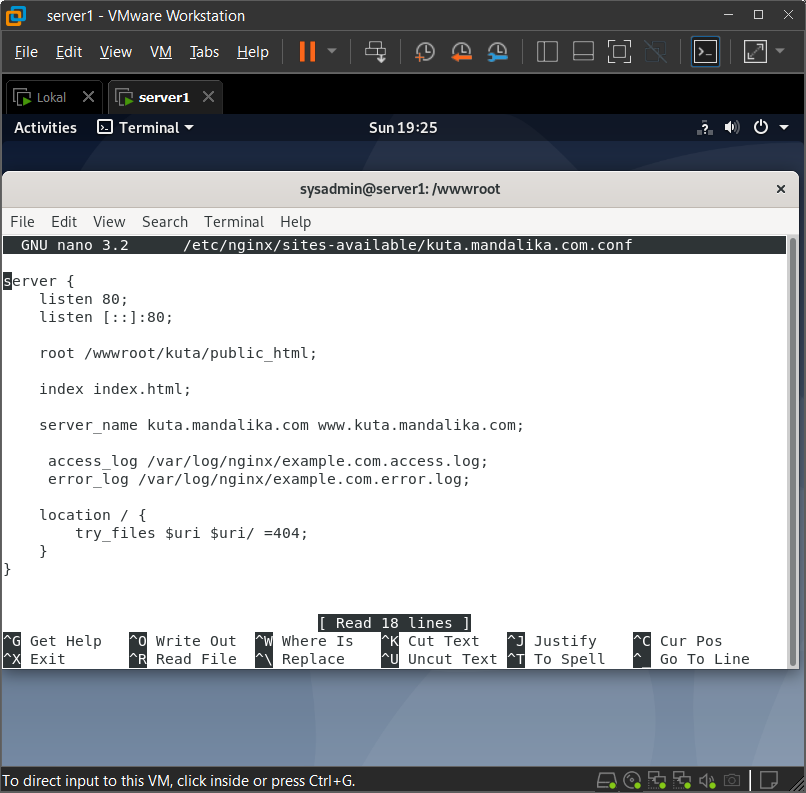 server1 - VMware Workstation
File Edit View VM Tabs Help
Lokal server1
Activities Terminal Sun 19:25
sysadmin@server1: /wwwroot
File Edit View Search Terminal Help
GNU nano 3.2 /etc/nginx/sites-available/kuta.mandalika.com.conf
server {
    listen 80;
    listen [::]:80;
    root /wwwroot/kuta/public_html;
    index index.html;
    server_name kuta.mandalika.com www.kuta.mandalika.com;
     access_log /var/log/nginx/example.com.access.log;
     error_log /var/log/nginx/example.com.error.log;
    location / {
        try_files $uri $uri/ =404;
    }
}
[ Read 18 lines ]
^G Get Help ^O Write Out ^W Where Is ^K Cut Text ^J Justify ^C Cur Pos
^X Exit ^R Read File ^\ Replace ^U Uncut Text ^T To Spell ^_ Go To Line
To direct input to this VM, click inside or press Ctrl+G.